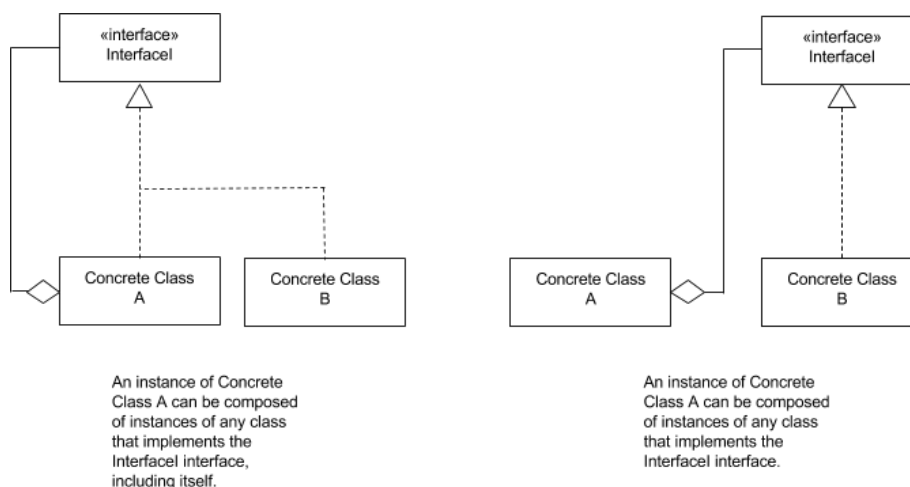 «interface»
InterfaceI
Concrete Class
A
Concrete Class
B
An instance of Concrete
Class A can be composed
of instances of any class
that implements the
InterfaceI interface,
including itself.
«interface»
InterfaceI
Concrete Class
A
Concrete Class
B
An instance of Concrete
Class A can be composed
of instances of any class
that implements the
InterfaceI interface.